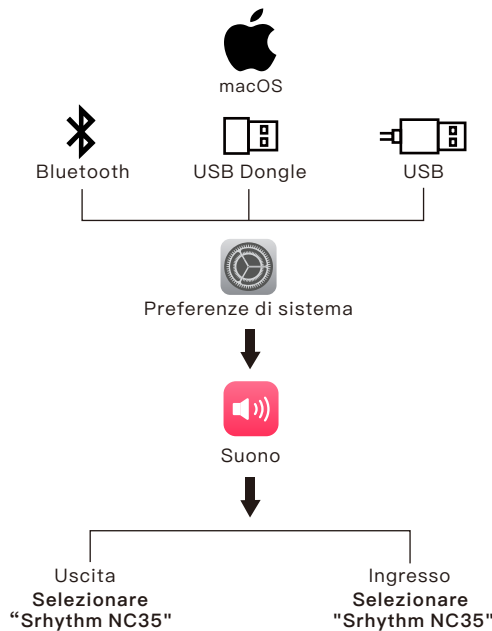 macOS
Bluetooth
USB Dongle
USB
Preferenze di sistema
Suono
Uscita
Selezionare
“Srhythm NC35"
Ingresso
Selezionare
"Srhythm NC35"